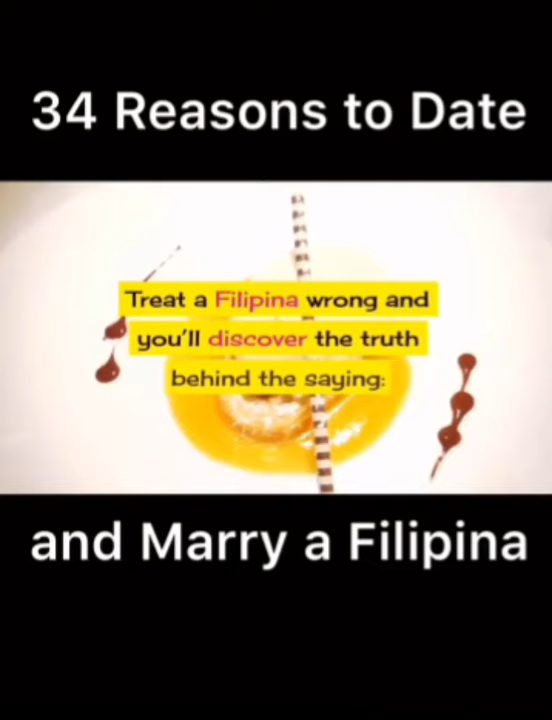 34 Reasons to Date
Treat a Filipina wrong and
you'll discover the truth
behind the saying:
and Marry a Filipina